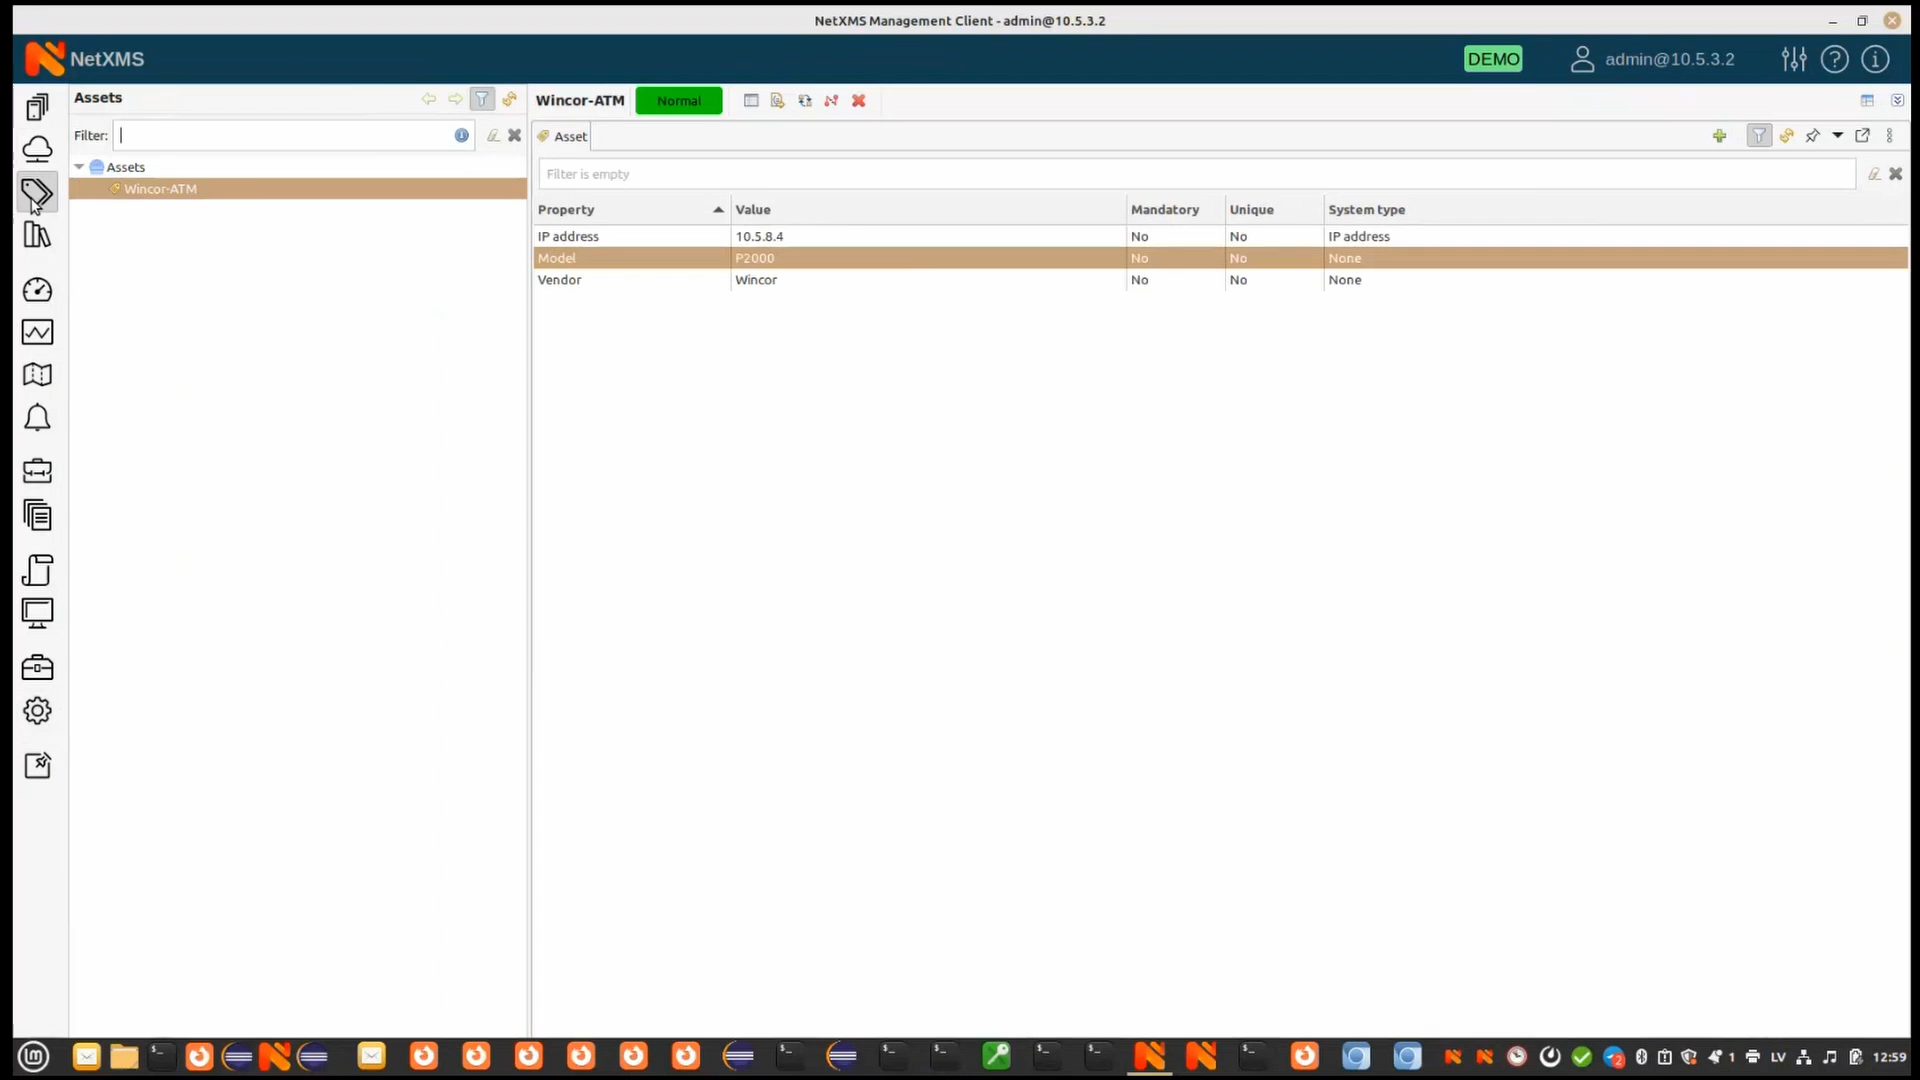 NetXMS Management Client - admin@10.5.3.2
NetXMS
DEMO
admin@10.5.3.2
Assets
Wincor-ATM
Normal
Filter:
Asset
Filter is empty
Assets
Wincor-ATM
Property Value Mandatory Unique System type
IP address 10.5.8.4 No No IP address
Model P2000 No No None
Vendor Wincor No No None
1
LV
12:59